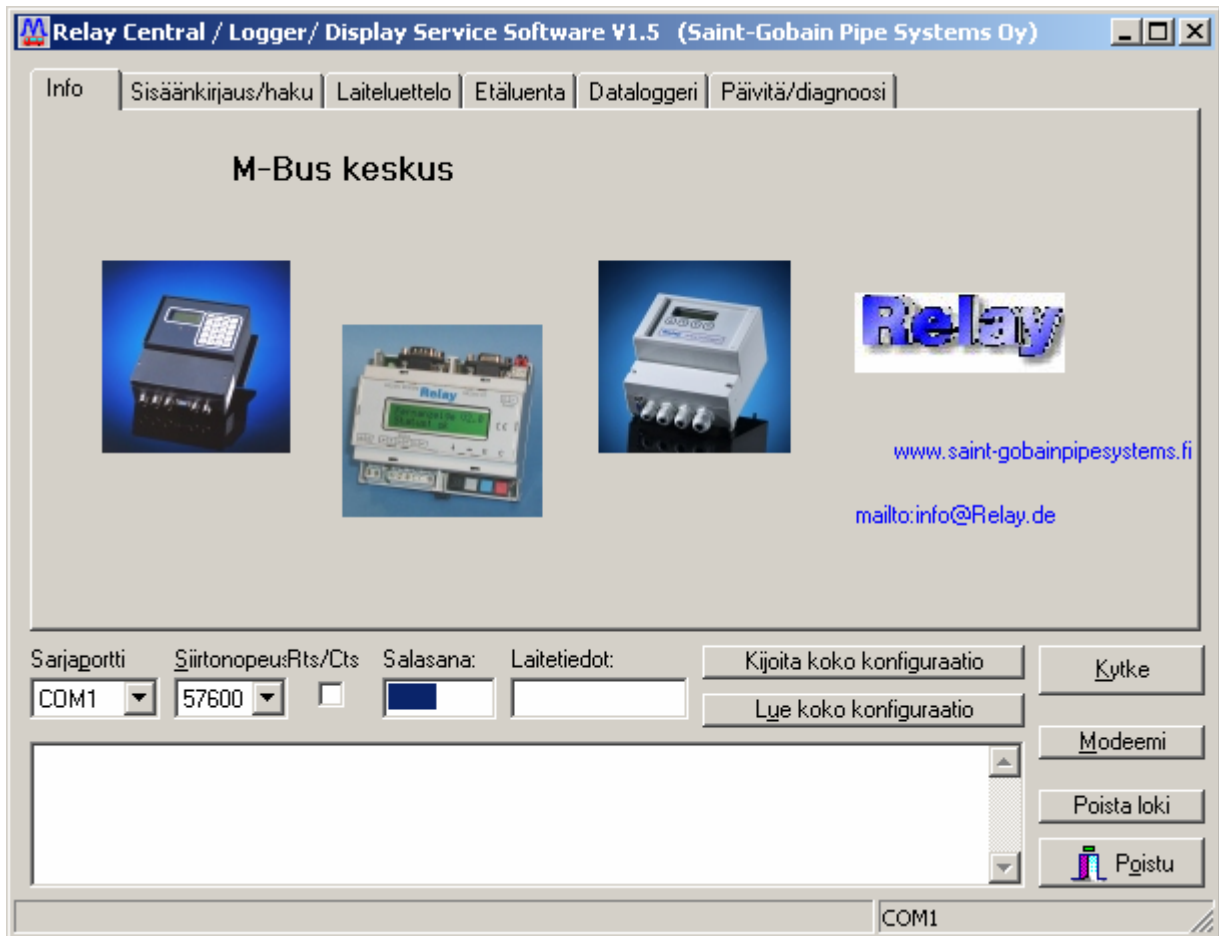 Relay Central / Logger/ Display Service Software V1.5 (Saint-Gobain Pipe Systems Oy)
Info Sisäänkirjaus/haku Laiteluettelo Etäluenta Dataloggeri Päivitä/diagnoosi
M-Bus keskus
Relay
Relay
www.saint-gobainpipesystems.fi
mailto:info@Relay.de
Sarjaportti Siirtonopeus Rts/Cts Salasana: Laitetiedot: Kijoita koko konfiguraatio Kytke
COM1 57600 Lue koko konfiguraatio
Modeemi
Poista loki
Poistu
COM1